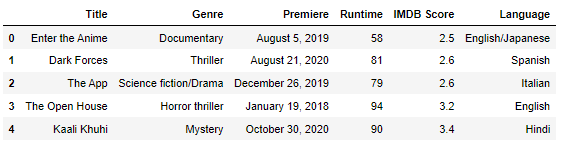 Title Genre Premiere Runtime IMDB Score Language
0 Enter the Anime Documentary August 5, 2019 58 2.5 English/Japanese
1 Dark Forces Thriller August 21, 2020 81 2.6 Spanish
2 The App Science fiction/Drama December 26, 2019 79 2.6 Italian
3 The Open House Horror thriller January 19, 2018 94 3.2 English
4 Kaali Khuhi Mystery October 30, 2020 90 3.4 Hindi